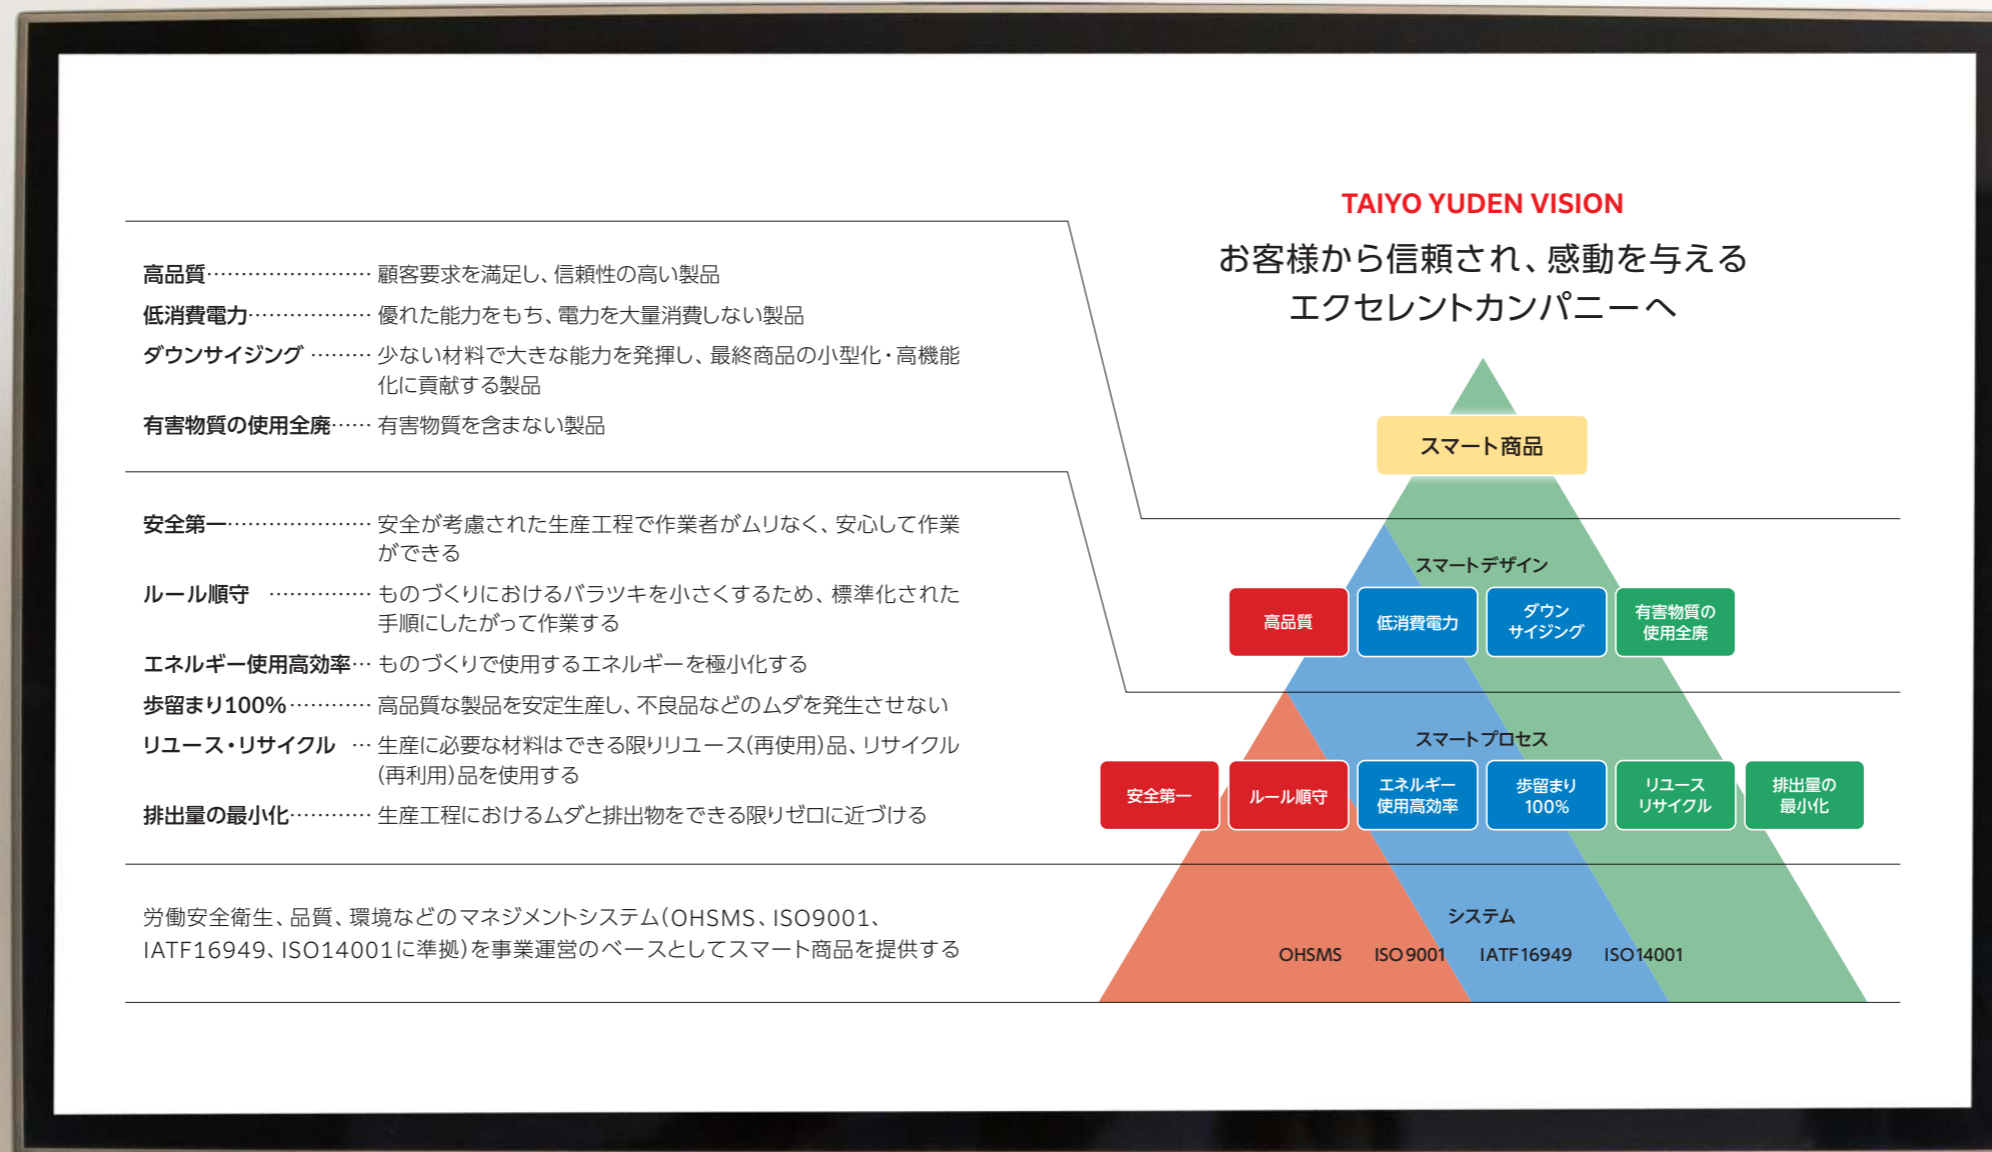 高品質…………………… 顧客要求を満足し、信頼性の高い製品
低消費電力……………… 優れた能力をもち、電力を大量消費しない製品
ダウンサイジング ……… 少ない材料で大きな能力を発揮し、最終商品の小型化・高機能
化に貢献する製品
有害物質の使用全廃…… 有害物質を含まない製品
安全第一………………… 安全が考慮された生産工程で作業者がムリなく、安心して作業
ができる
ルール順守 …………… ものづくりにおけるバラツキを小さくするため、標準化された
手順にしたがって作業する
エネルギー使用高効率… ものづくりで使用するエネルギーを極小化する
歩留まり100%………… 高品質な製品を安定生産し、不良品などのムダを発生させない
リユース・リサイクル … 生産に必要な材料はできる限りリユース(再使用)品、リサイクル
(再利用)品を使用する
排出量の最小化………… 生産工程におけるムダと排出物をできる限りゼロに近づける
労働安全衛生、品質、環境などのマネジメントシステム(OHSMS、ISO9001、
IATF16949、ISO14001に準拠)を事業運営のベースとしてスマート商品を提供する
TAIYO YUDEN VISION
お客様から信頼され、感動を与える
エクセレントカンパニーへ
スマート商品
スマートデザイン
高品質
低消費電力
ダウン
サイジング
有害物質の
使用全廃
スマートプロセス
安全第一
ルール順守
エネルギー
使用高効率
歩留まり
100%
リユース
リサイクル
排出量の
最小化
システム
OHSMS ISO9001 IATF16949 ISO14001